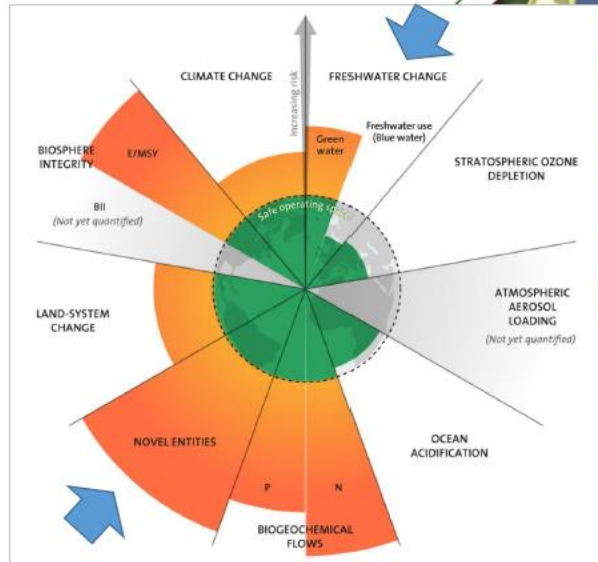 CLIMATE CHANGE
FRESHWATER CHANGE
Increasing risk
Green
water
Freshwater use
(Blue water)
BIOSPHERE
INTEGRITY
E/MSY
STRATOSPHERIC OZONE
DEPLETION
BII
(Not yet quantified)
Safe operating space
LAND-SYSTEM
CHANGE
ATMOSPHERIC
AEROSOL
LOADING
(Not yet quantified)
NOVEL ENTITIES
OCEAN
ACIDIFICATION
P
N
BIOGEOCHEMICAL
FLOWS